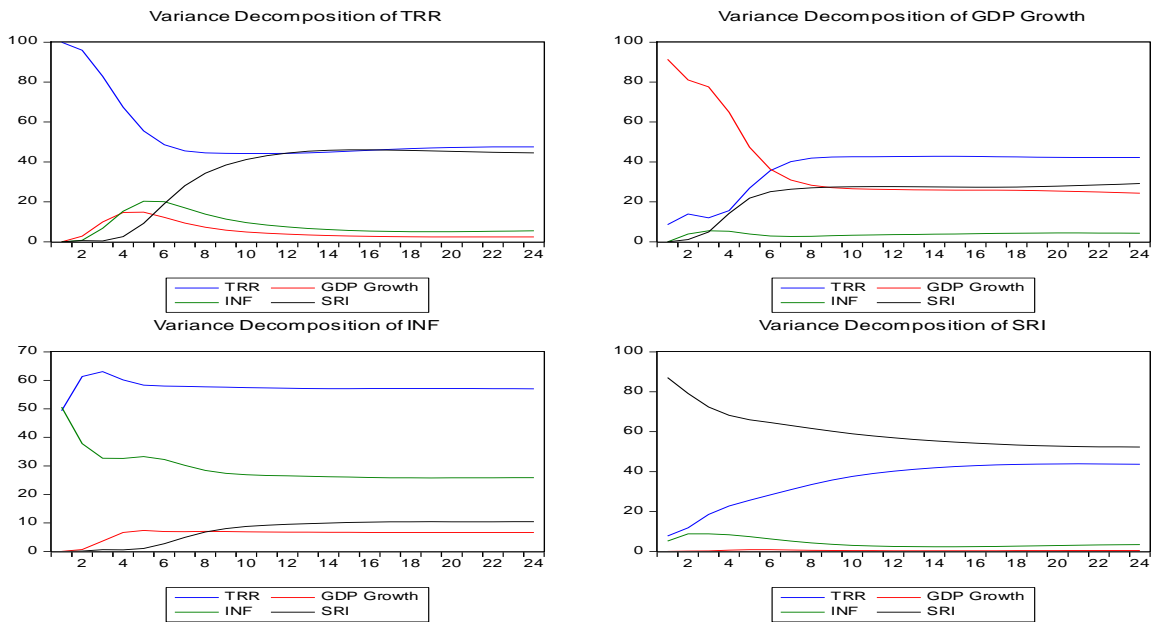 Variance Decomposition of TRR
100
80
60
40
20
0
2 4 6 8 10 12 14 16 18 20 22 24
TRR GDP Growth
INF SRI
Variance Decomposition of GDP Growth
100
80
60
40
20
0
2 4 6 8 10 12 14 16 18 20 22 24
TRR GDP Growth
INF SRI
Variance Decomposition of INF
70
60
50
40
30
20
10
0
2 4 6 8 10 12 14 16 18 20 22 24
TRR GDP Growth
INF SRI
Variance Decomposition of SRI
100
80
60
40
20
0
2 4 6 8 10 12 14 16 18 20 22 24
TRR GDP Growth
INF SRI